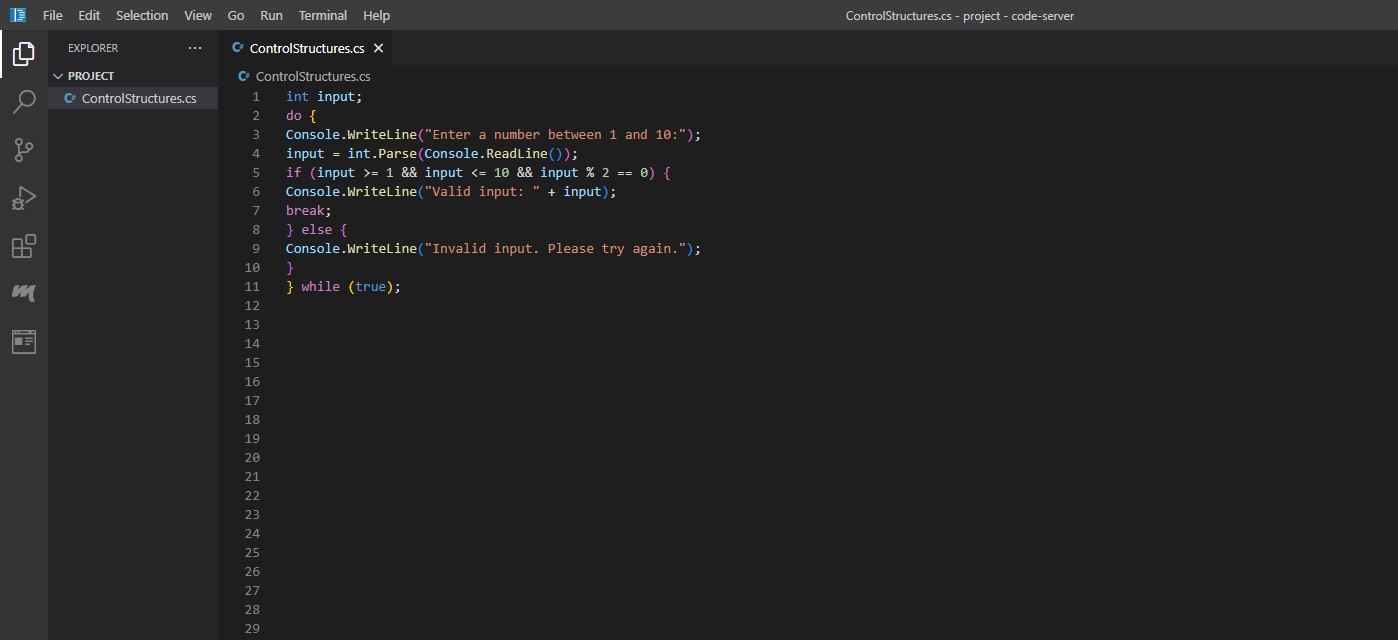 File Edit Selection View Go Run Terminal Help ControlStructures.cs - project - code-server
EXPLORER ···
PROJECT
C# ControlStructures.cs
C# ControlStructures.cs ×
C# ControlStructures.cs
1 int input;
2 do {
3 Console.WriteLine("Enter a number between 1 and 10:");
4 input = int.Parse(Console.ReadLine());
5 if (input >= 1 && input <= 10 && input % 2 == 0) {
6 Console.WriteLine("Valid input: " + input);
7 break;
8 } else {
9 Console.WriteLine("Invalid input. Please try again.");
10 }
11 } while (true);
12
13
14
15
16
17
18
19
20
21
22
23
24
25
26
27
28
29